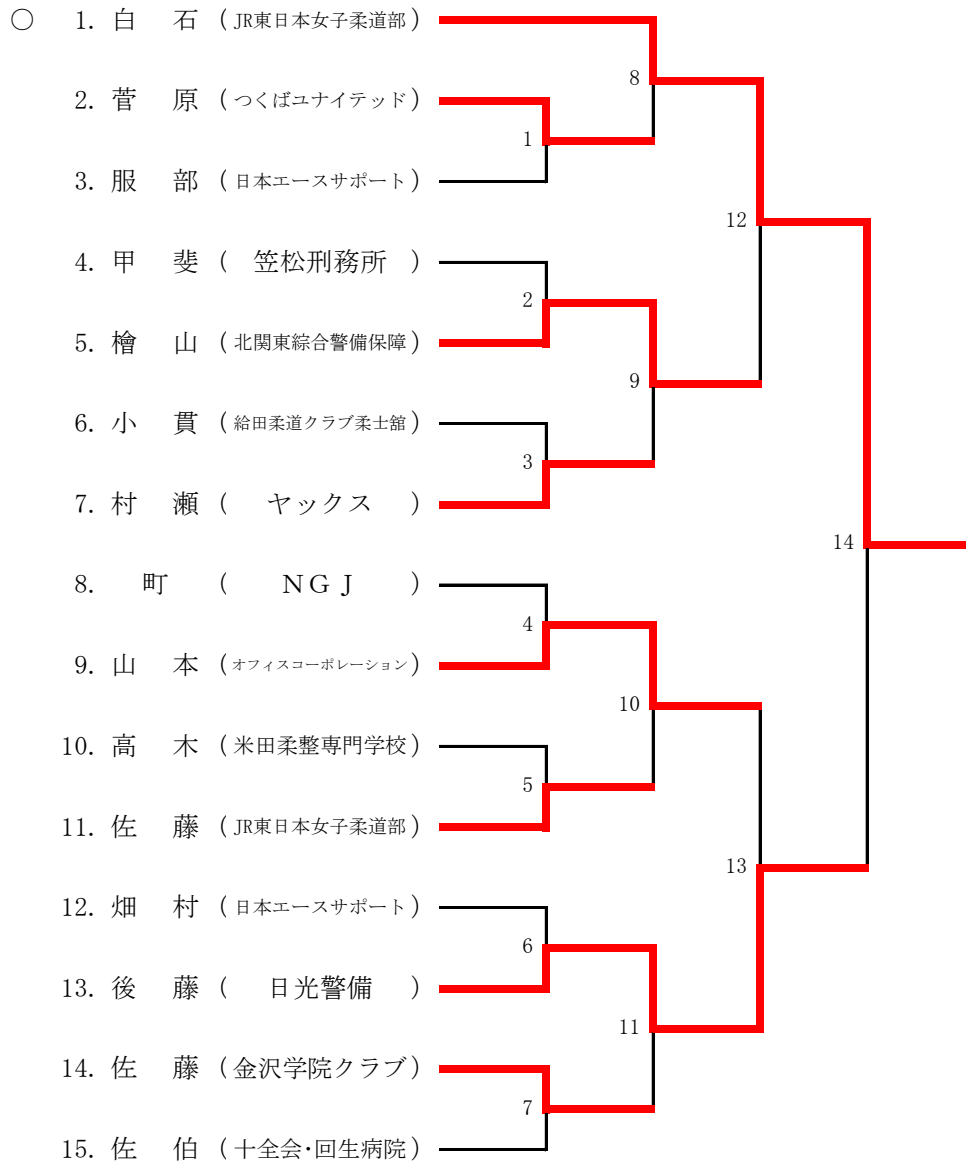 ○ 1. 白 石 (JR東日本女子柔道部)
8
2. 菅 原 (つくばユナイテッド)
1
3. 服 部 (日本エースサポート)
12
4. 甲 斐 ( 笠松刑務所 )
2
5. 檜 山 (北関東綜合警備保障)
9
6. 小 貫 (給田柔道クラブ柔士舘)
3
7. 村 瀬 ( ヤックス )
14
8. 町 ( NGJ )
4
9. 山 本 (オフィスコーポレーション)
10
10. 高 木 (米田柔整専門学校)
5
11. 佐 藤 (JR東日本女子柔道部)
13
12. 畑 村 (日本エースサポート)
6
13. 後 藤 ( 日光警備 )
11
14. 佐 藤 (金沢学院クラブ)
7
15. 佐 伯 (十全会・回生病院)